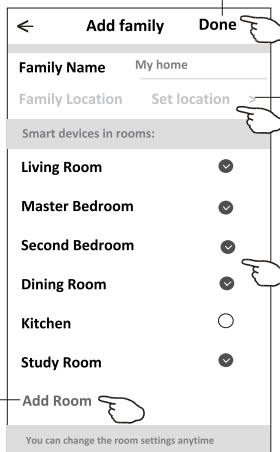 Add family Done
Family Name My home
Family Location Set location >
Smart devices in rooms:
Living Room
Master Bedroom
Second Bedroom
Dining Room
Kitchen
Study Room
Add Room
You can change the room settings anytime